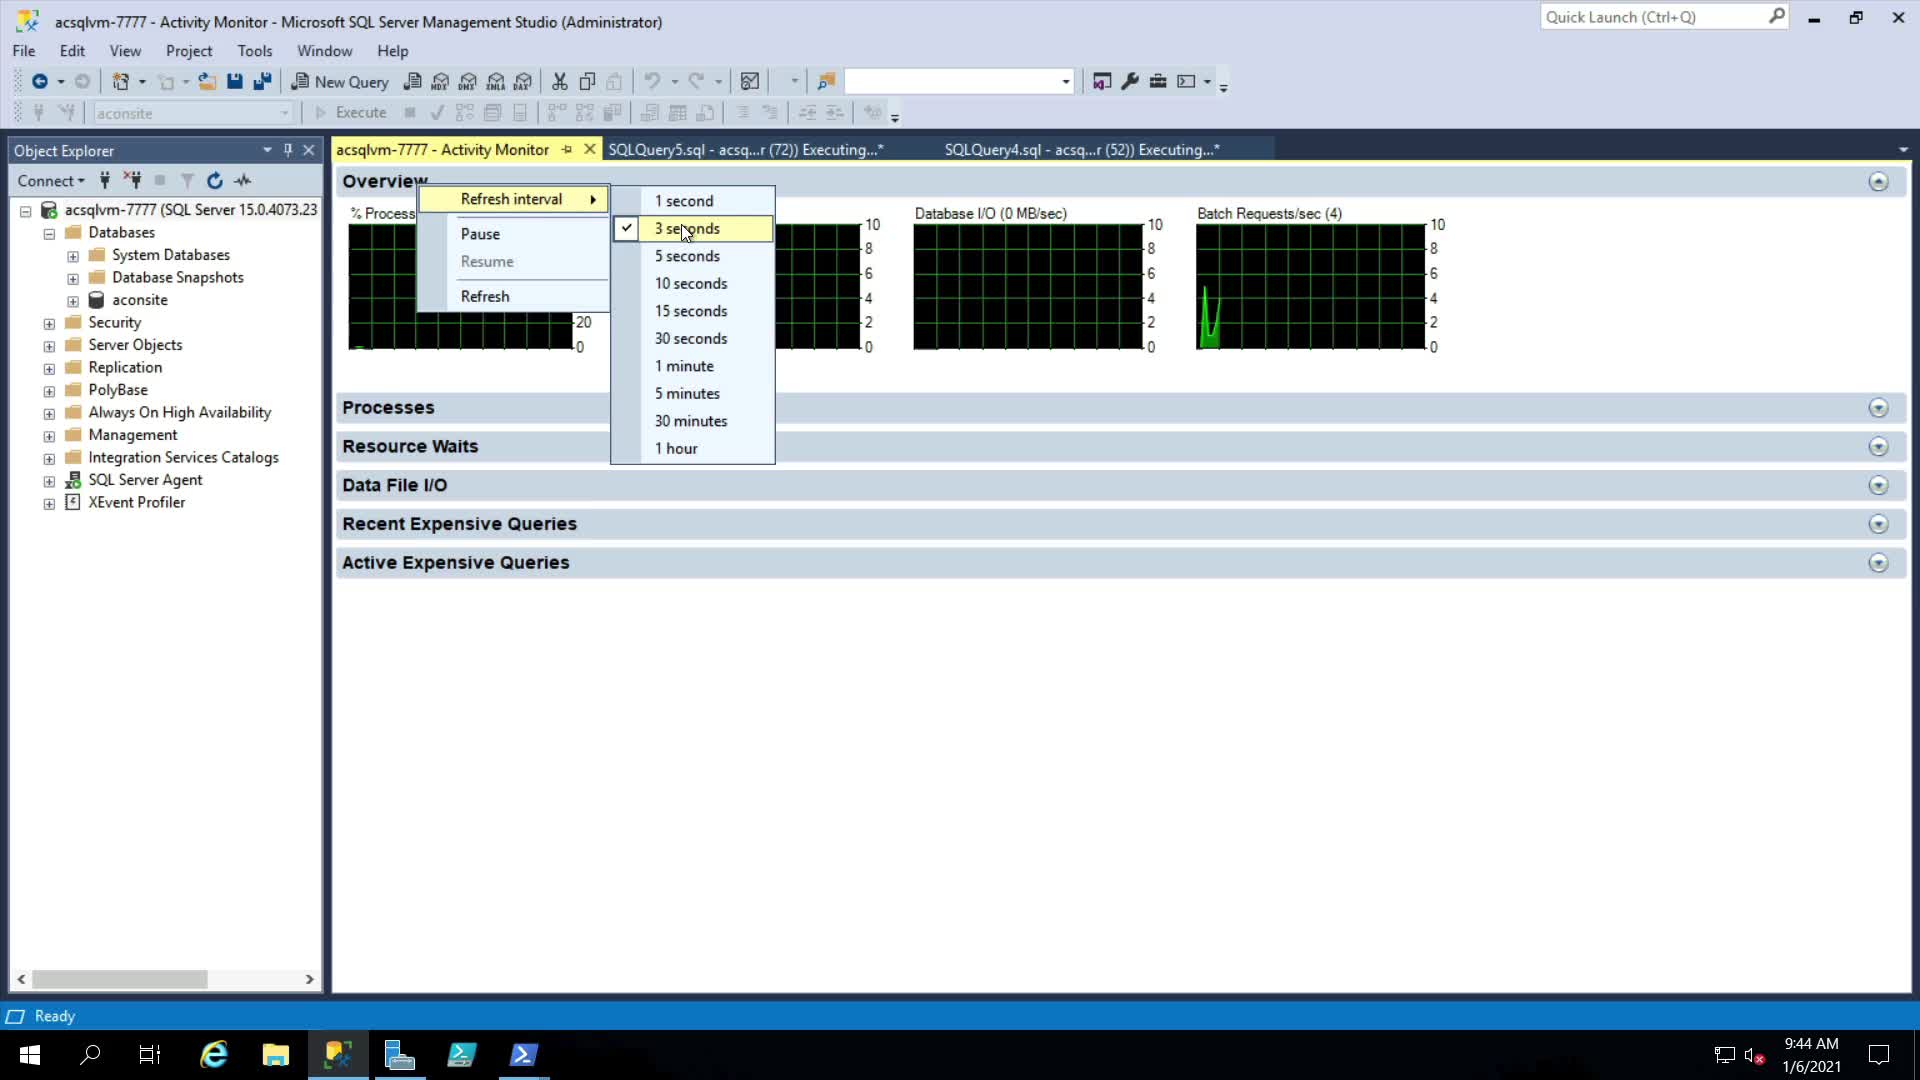 acsqlvm-7777 - Activity Monitor - Microsoft SQL Server Management Studio (Administrator)
Quick Launch (Ctrl+Q)
File Edit View Project Tools Window Help
New Query
MDX DMX XMLA DAX
aconsite
Execute
Object Explorer
acsqlvm-7777 - Activity Monitor
SQLQuery5.sql - acsq...r (72)) Executing...*
SQLQuery4.sql - acsq...r (52)) Executing...*
Connect
acsqlvm-7777 (SQL Server 15.0.4073.23
Databases
System Databases
Database Snapshots
aconsite
Security
Server Objects
Replication
PolyBase
Always On High Availability
Management
Integration Services Catalogs
SQL Server Agent
XEvent Profiler
Overview
% Process
20
0
Refresh interval
Pause
Resume
Refresh
1 second
3 seconds
5 seconds
10 seconds
15 seconds
30 seconds
1 minute
5 minutes
30 minutes
1 hour
10
8
6
4
2
0
Database I/O (0 MB/sec)
10
8
6
4
2
0
Batch Requests/sec (4)
10
8
6
4
2
0
Processes
Resource Waits
Data File I/O
Recent Expensive Queries
Active Expensive Queries
Ready
9:44 AM
1/6/2021